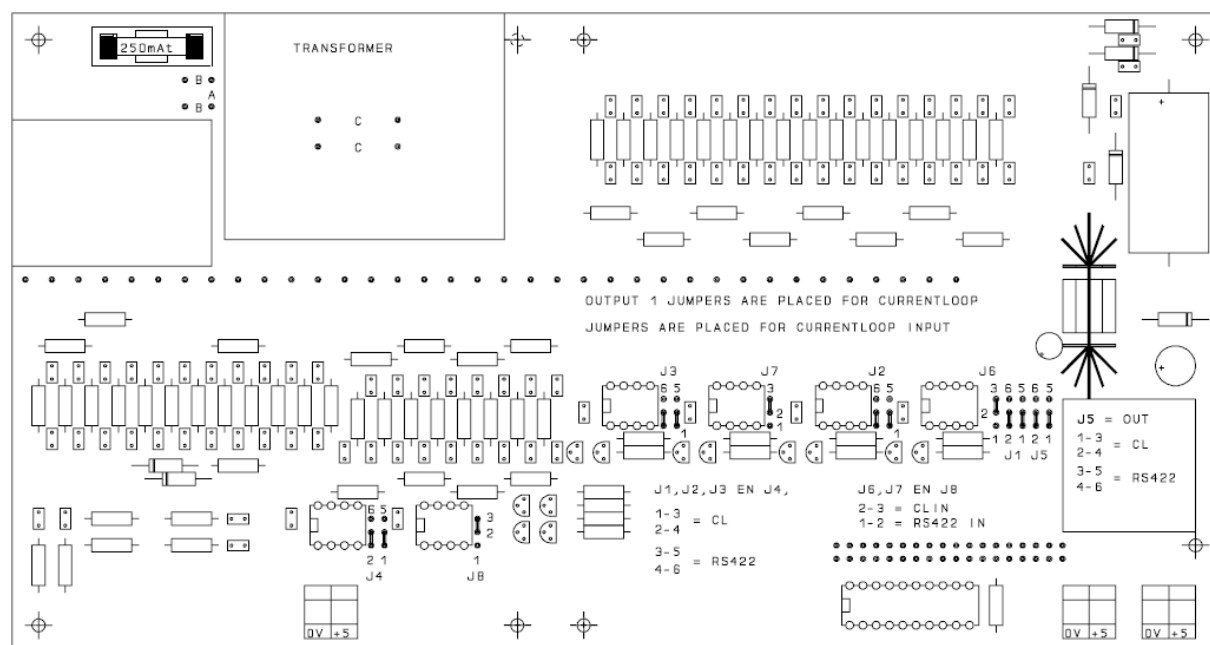 250mAt
TRANSFORMER
B
A
B
C
C
+
OUTPUT 1 JUMPERS ARE PLACED FOR CURRENTLOOP
JUMPERS ARE PLACED FOR CURRENTLOOP INPUT
J3
J7
J2
J6
6 5
3
6 5
3 6 5 6 5
+
+
2
2
1
1
1
1 2 1 2 1
J1 J5
J5 = OUT
1-3
2-4 = CL
3-5
4-6 = RS422
J1,J2,J3 EN J4,
1-3
2-4 = CL
3-5
4-6 = RS422
J6,J7 EN J8
2-3 = CLIN
1-2 = RS422 IN
6 5
3
2
2 1
1
J4
J8
0V +5
0V +5
0V +5